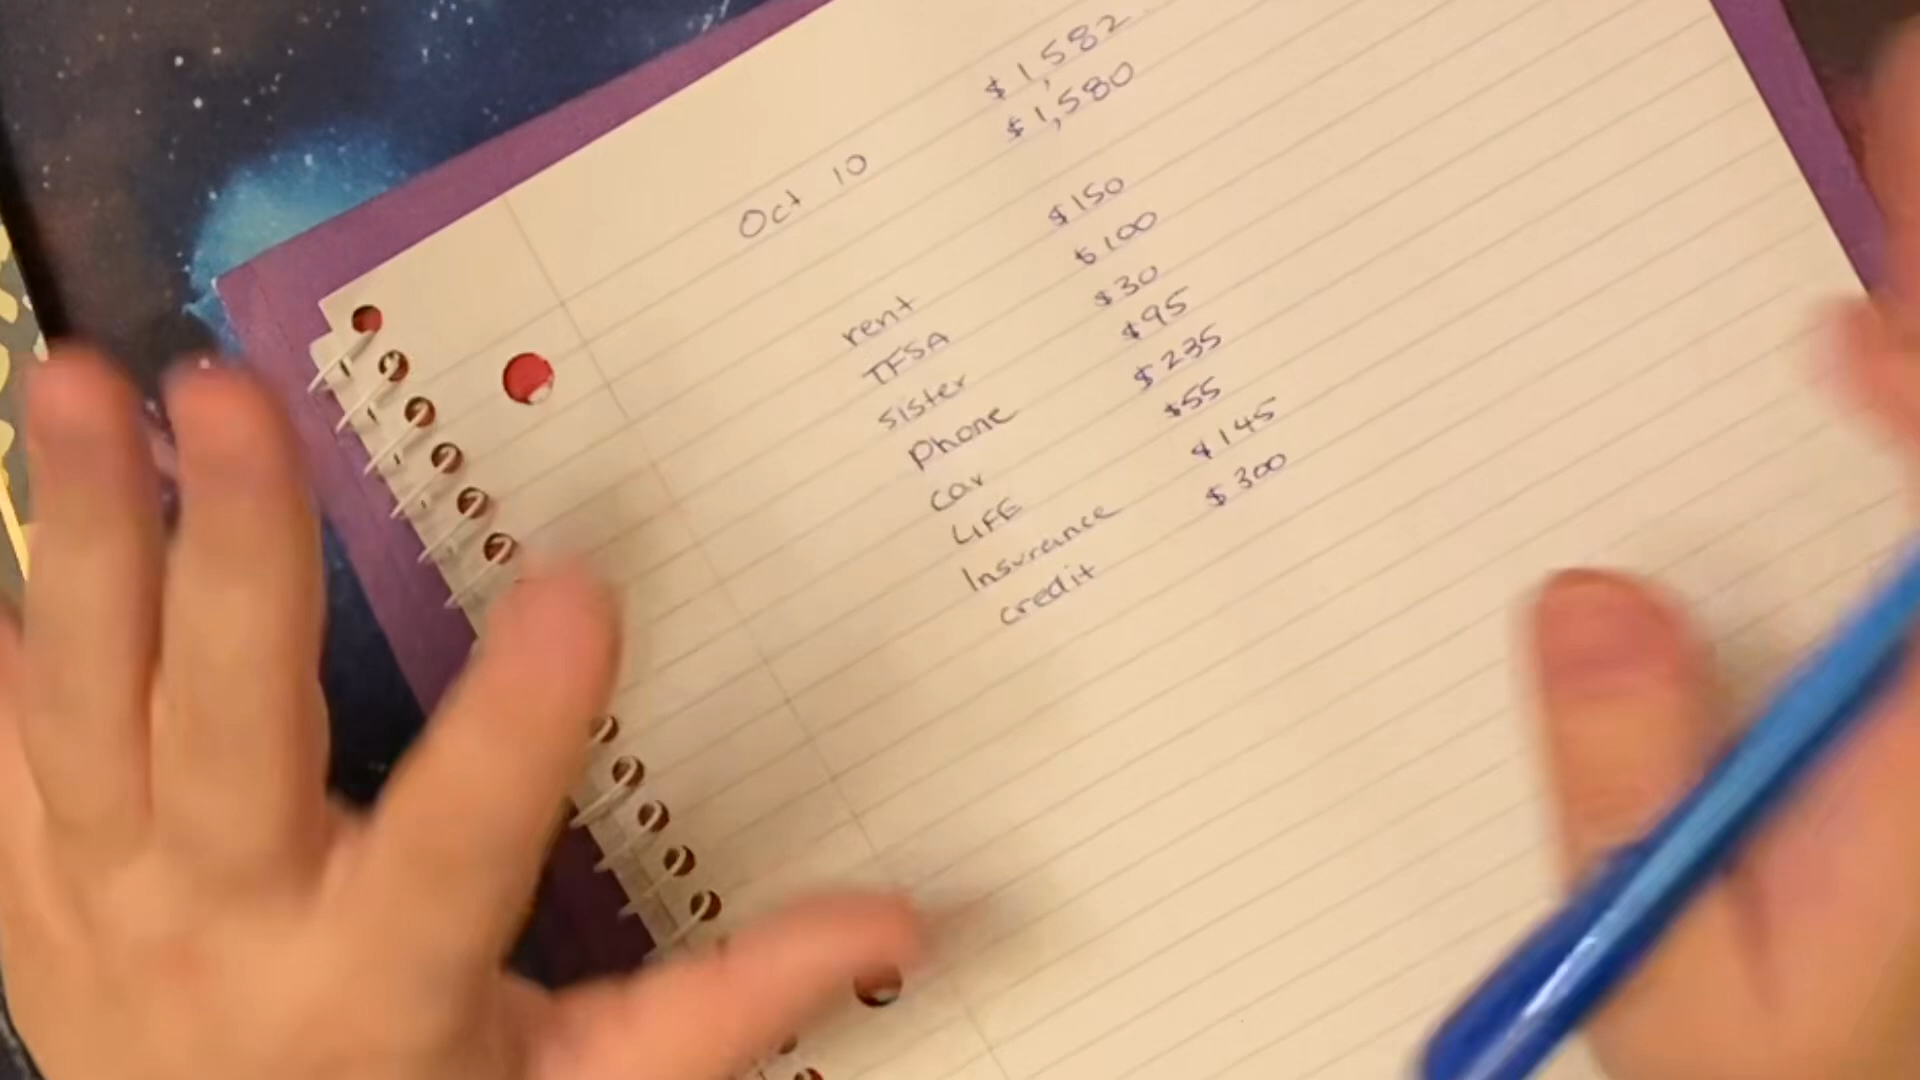 $1,582
Oct 10 $1,580
rent $150
TFSA $100
sister $30
phone $95
car $235
LIFE $55
Insurance $145
credit $300